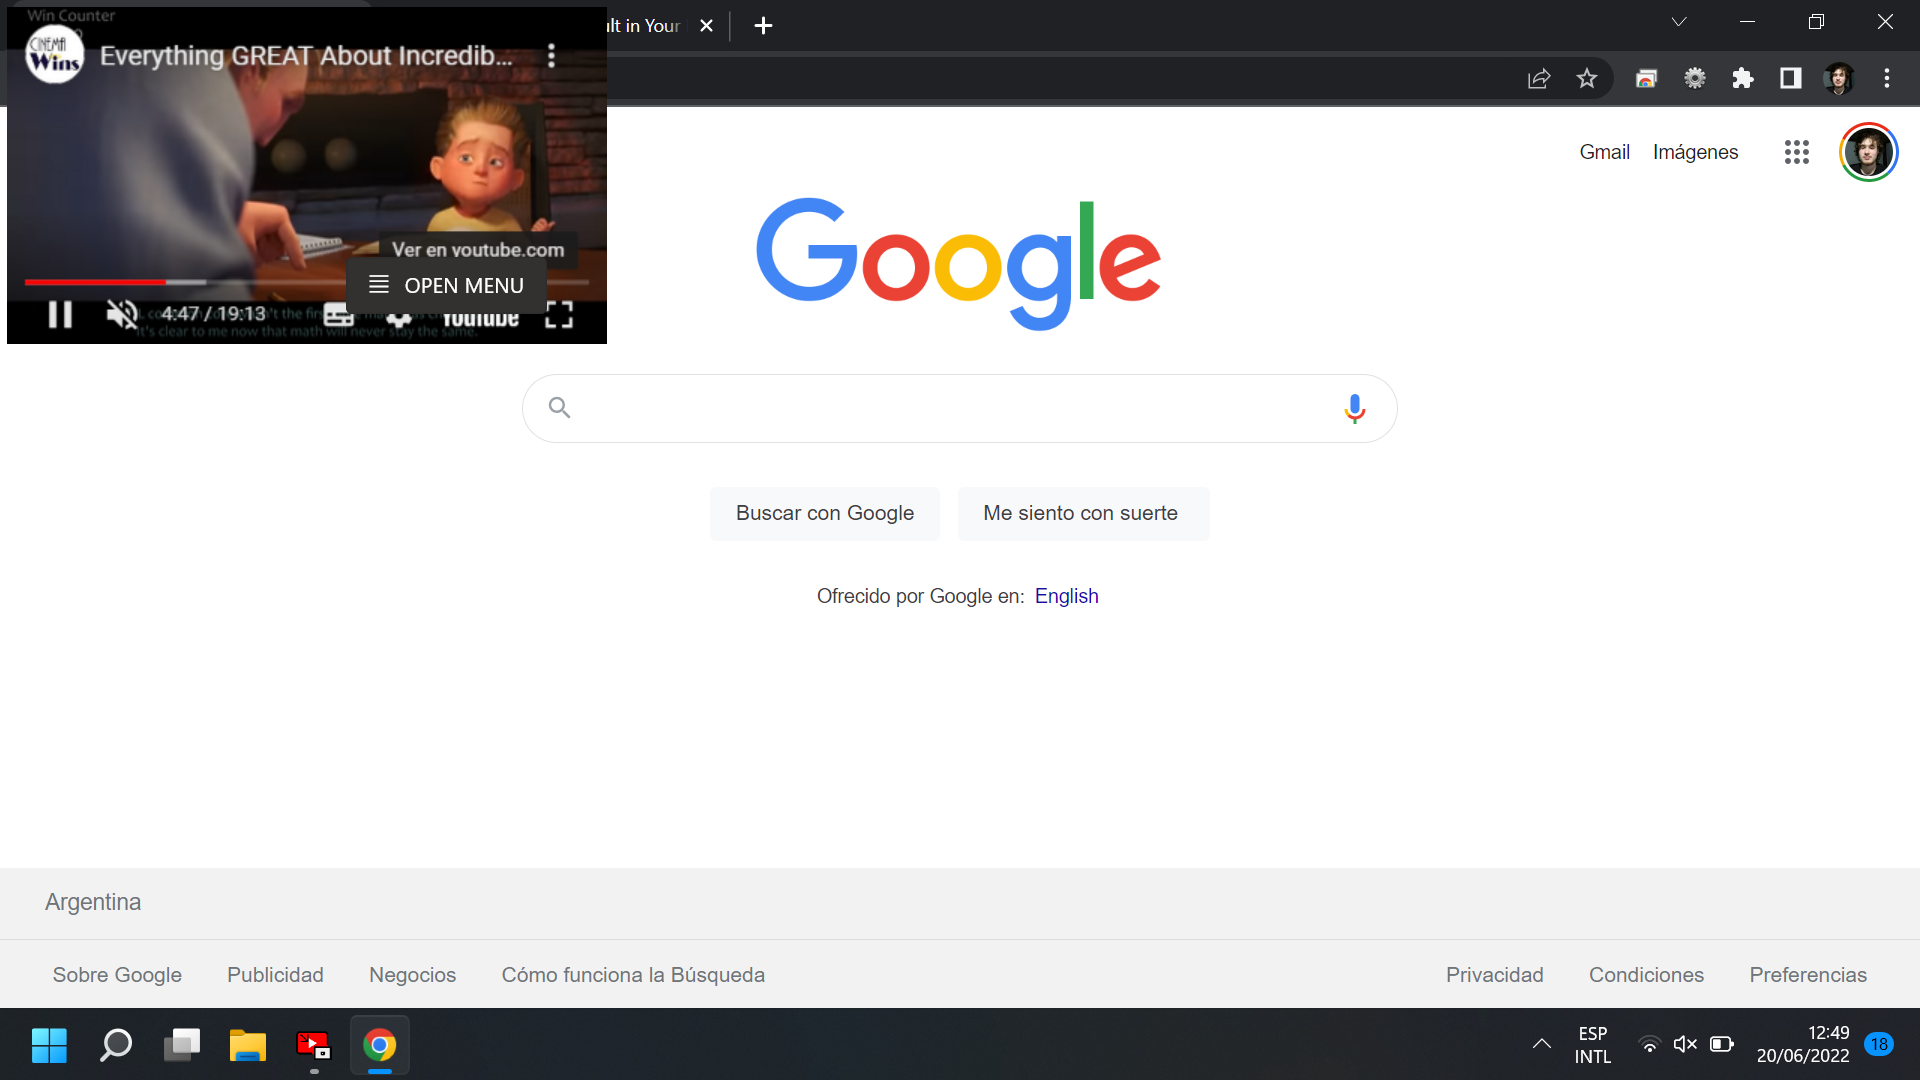 Win Counter
CINEMA
Wins
Everything GREAT About Incredib...
ult in Your
Gmail
Imágenes
Google
Ver en youtube.com
OPEN MENU
4:47 / 19:13
YouTube
it's clear to me now that math will never stay the same.
Buscar con Google
Me siento con suerte
Ofrecido por Google en: English
Argentina
Sobre Google
Publicidad
Negocios
Cómo funciona la Búsqueda
Privacidad
Condiciones
Preferencias
ESP
INTL
12:49
20/06/2022
18